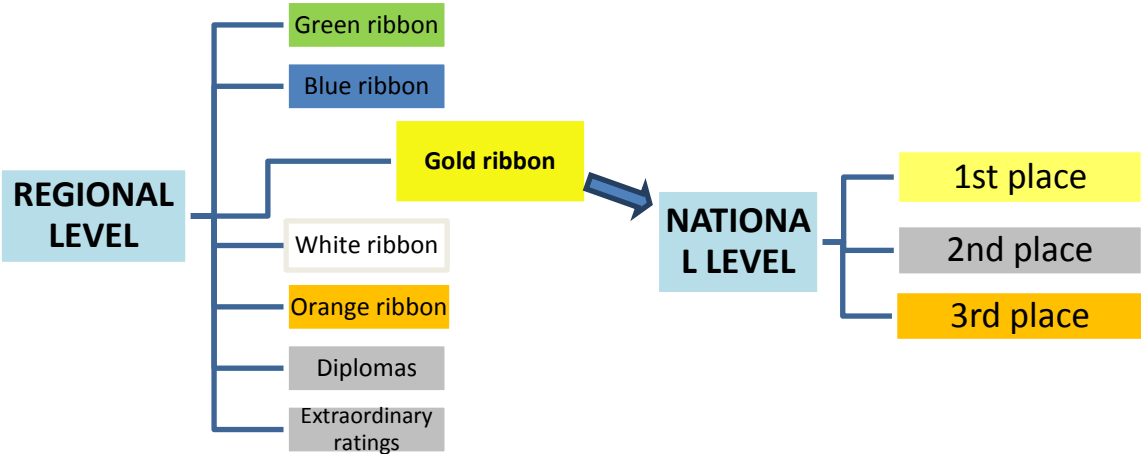 Green ribbon
Blue ribbon
Gold ribbon
REGIONAL
LEVEL
White ribbon
Orange ribbon
Diplomas
Extraordinary
ratings
NATIONA
L LEVEL
1st place
2nd place
3rd place